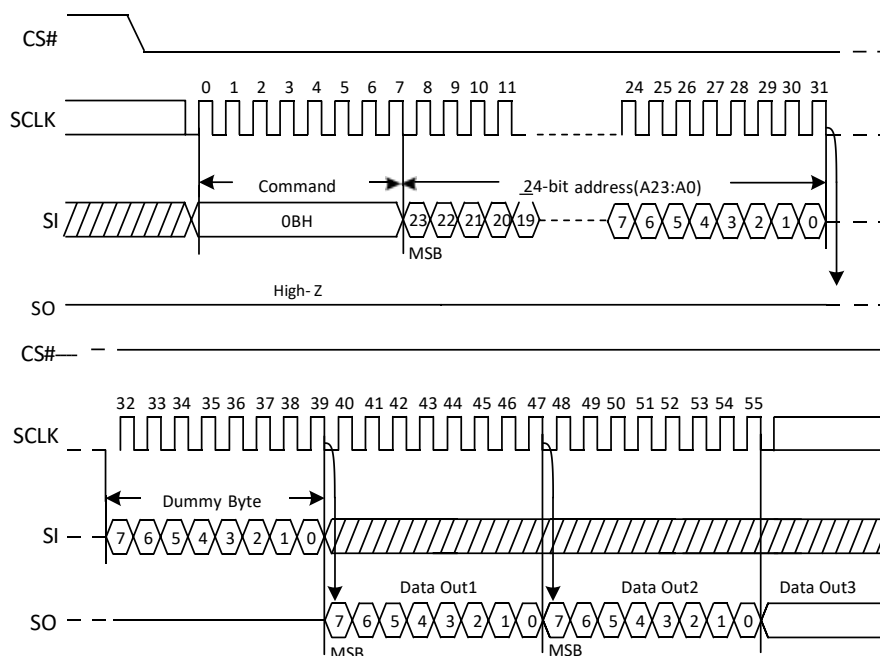 CS#
0 1 2 3 4 5 6 7 8 9 10 11 24 25 26 27 28 29 30 31
SCLK
Command 24-bit address(A23:A0)
SI 0BH 23 22 21 20 19 7 6 5 4 3 2 1 0
MSB
High- Z
SO
CS#
32 33 34 35 36 37 38 39 40 41 42 43 44 45 46 47 48 49 50 51 52 53 54 55
SCLK
Dummy Byte
SI 7 6 5 4 3 2 1 0
Data Out1 Data Out2 Data Out3
SO 7 6 5 4 3 2 1 0 7 6 5 4 3 2 1 0
MSB MSB